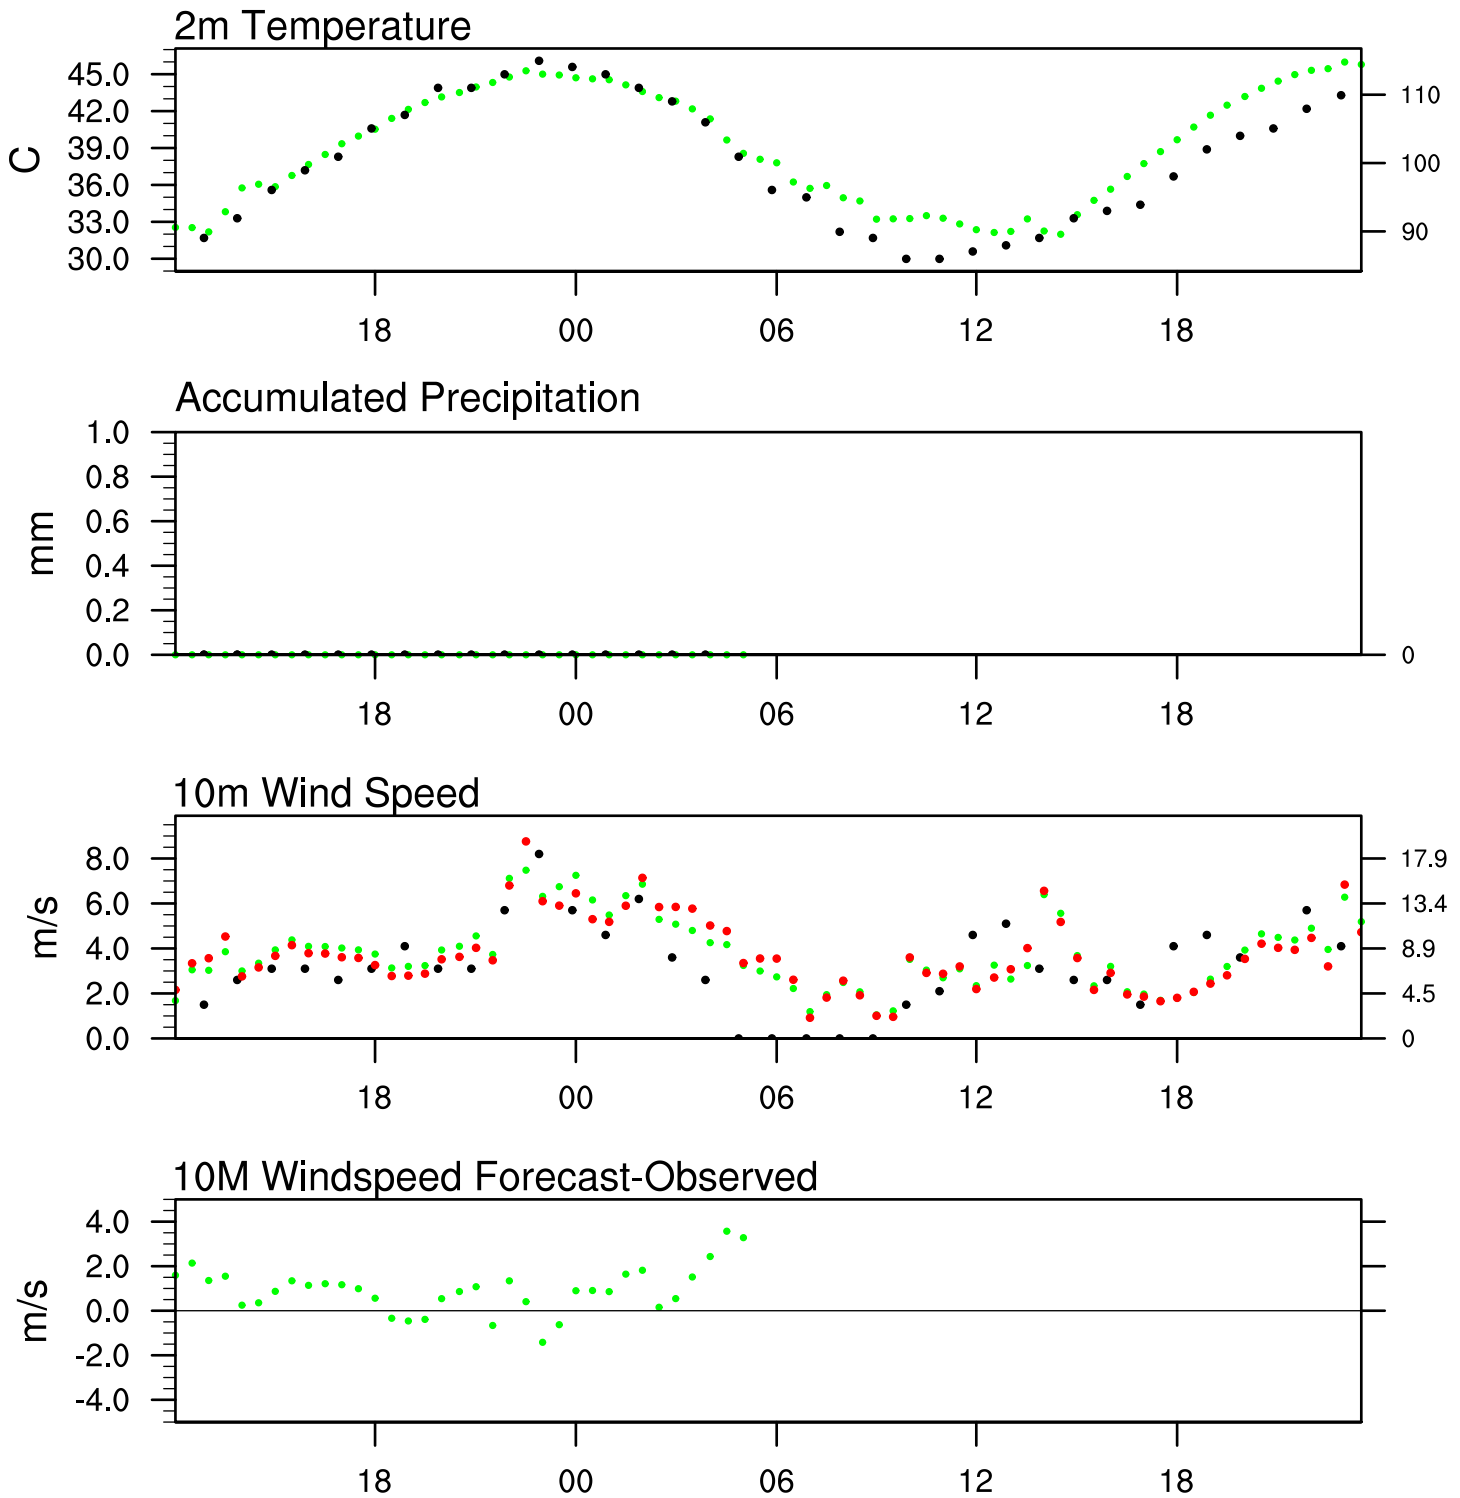 2m Temperature
45.0
42.0
39.0
36.0
33.0
30.0
C
110
100
90
18 00 06 12 18
Accumulated Precipitation
1.0
0.8
0.6
0.4
0.2
0.0
mm
0
18 00 06 12 18
10m Wind Speed
8.0
6.0
4.0
2.0
0.0
m/s
17.9
13.4
8.9
4.5
0
18 00 06 12 18
10M Windspeed Forecast-Observed
4.0
2.0
0.0
-2.0
-4.0
m/s
18 00 06 12 18